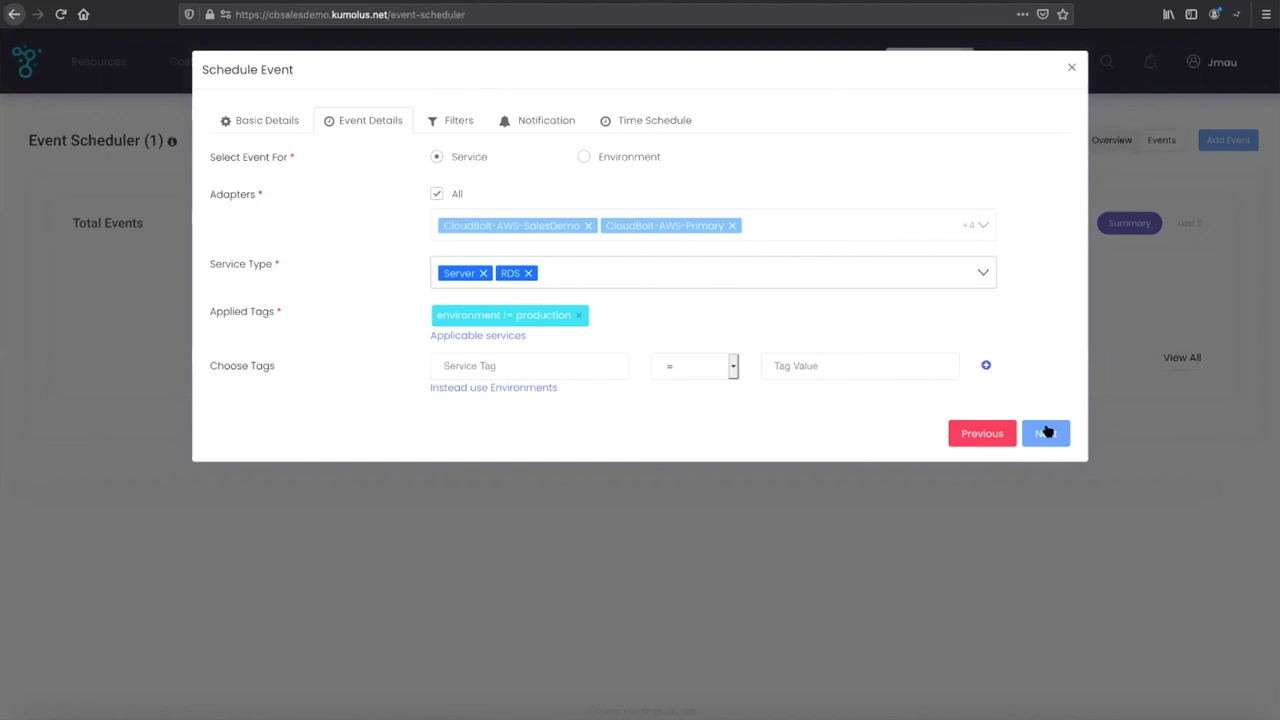 https://cbsalesdemo.kumolus.net/event-scheduler
Resources
Jmau
Schedule Event
Basic Details
Event Details
Filters
Notification
Time Schedule
Event Scheduler (1)
Overview
Events
Add Event
Select Event For *
Service
Environment
Adapters *
All
CloudBolt-AWS-SalesDemo
CloudBolt-AWS-Primary
+4
Total Events
Summary
Service Type *
Server
RDS
Applied Tags *
environment != production
Applicable services
View All
Choose Tags
Service Tag
=
Tag Value
Instead use Environments
Previous